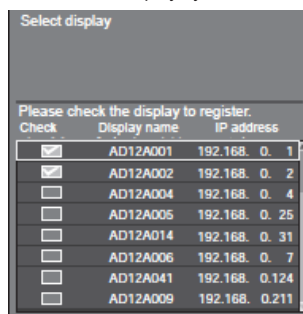 Select display
Please check the display to register.
Check Display name IP address
AD12A001 192.168. 0. 1
AD12A002 192.168. 0. 2
AD12A004 192.168. 0. 4
AD12A005 192.168. 0. 25
AD12A014 192.168. 0. 31
AD12A006 192.168. 0. 7
AD12A041 192.168. 0.124
AD12A009 192.168. 0.211